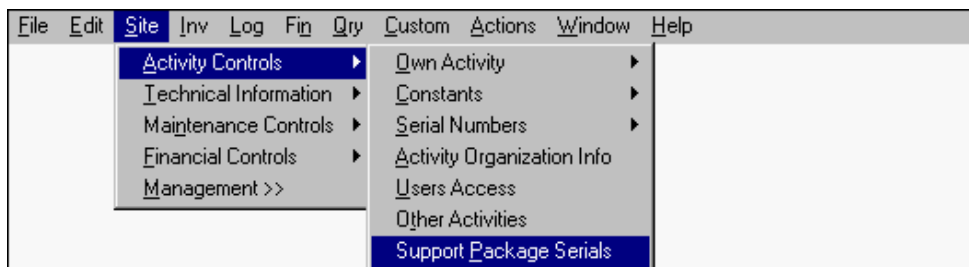 File Edit Site Inv Log Fin Qry Custom Actions Window Help
Activity Controls
Technical Information
Maintenance Controls
Financial Controls
Management >>
Own Activity
Constants
Serial Numbers
Activity Organization Info
Users Access
Other Activities
Support Package Serials